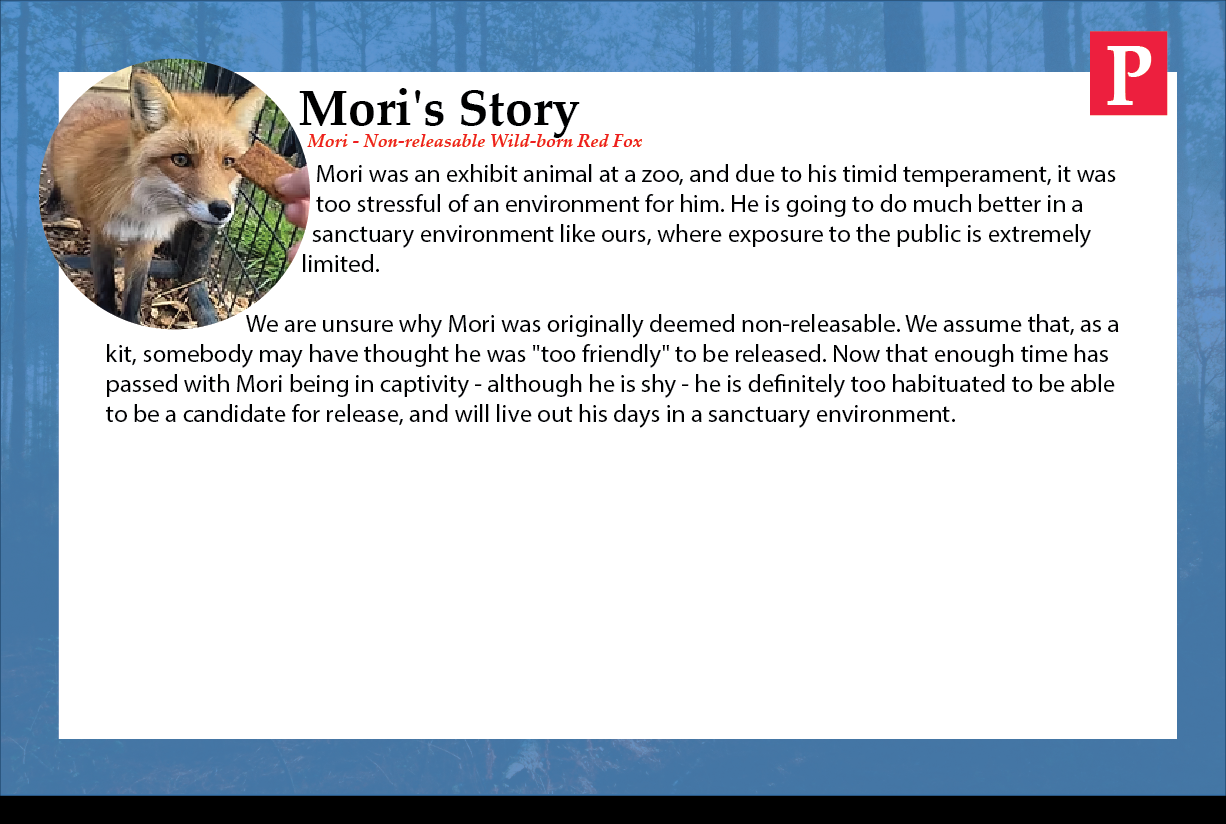 P
Mori's Story
Mori - Non-releasable Wild-born Red Fox
Mori was an exhibit animal at a zoo, and due to his timid temperament, it was
too stressful of an environment for him. He is going to do much better in a
sanctuary environment like ours, where exposure to the public is extremely
limited.
We are unsure why Mori was originally deemed non-releasable. We assume that, as a
kit, somebody may have thought he was "too friendly" to be released. Now that enough time has
passed with Mori being in captivity - although he is shy - he is definitely too habituated to be able
to be a candidate for release, and will live out his days in a sanctuary environment.